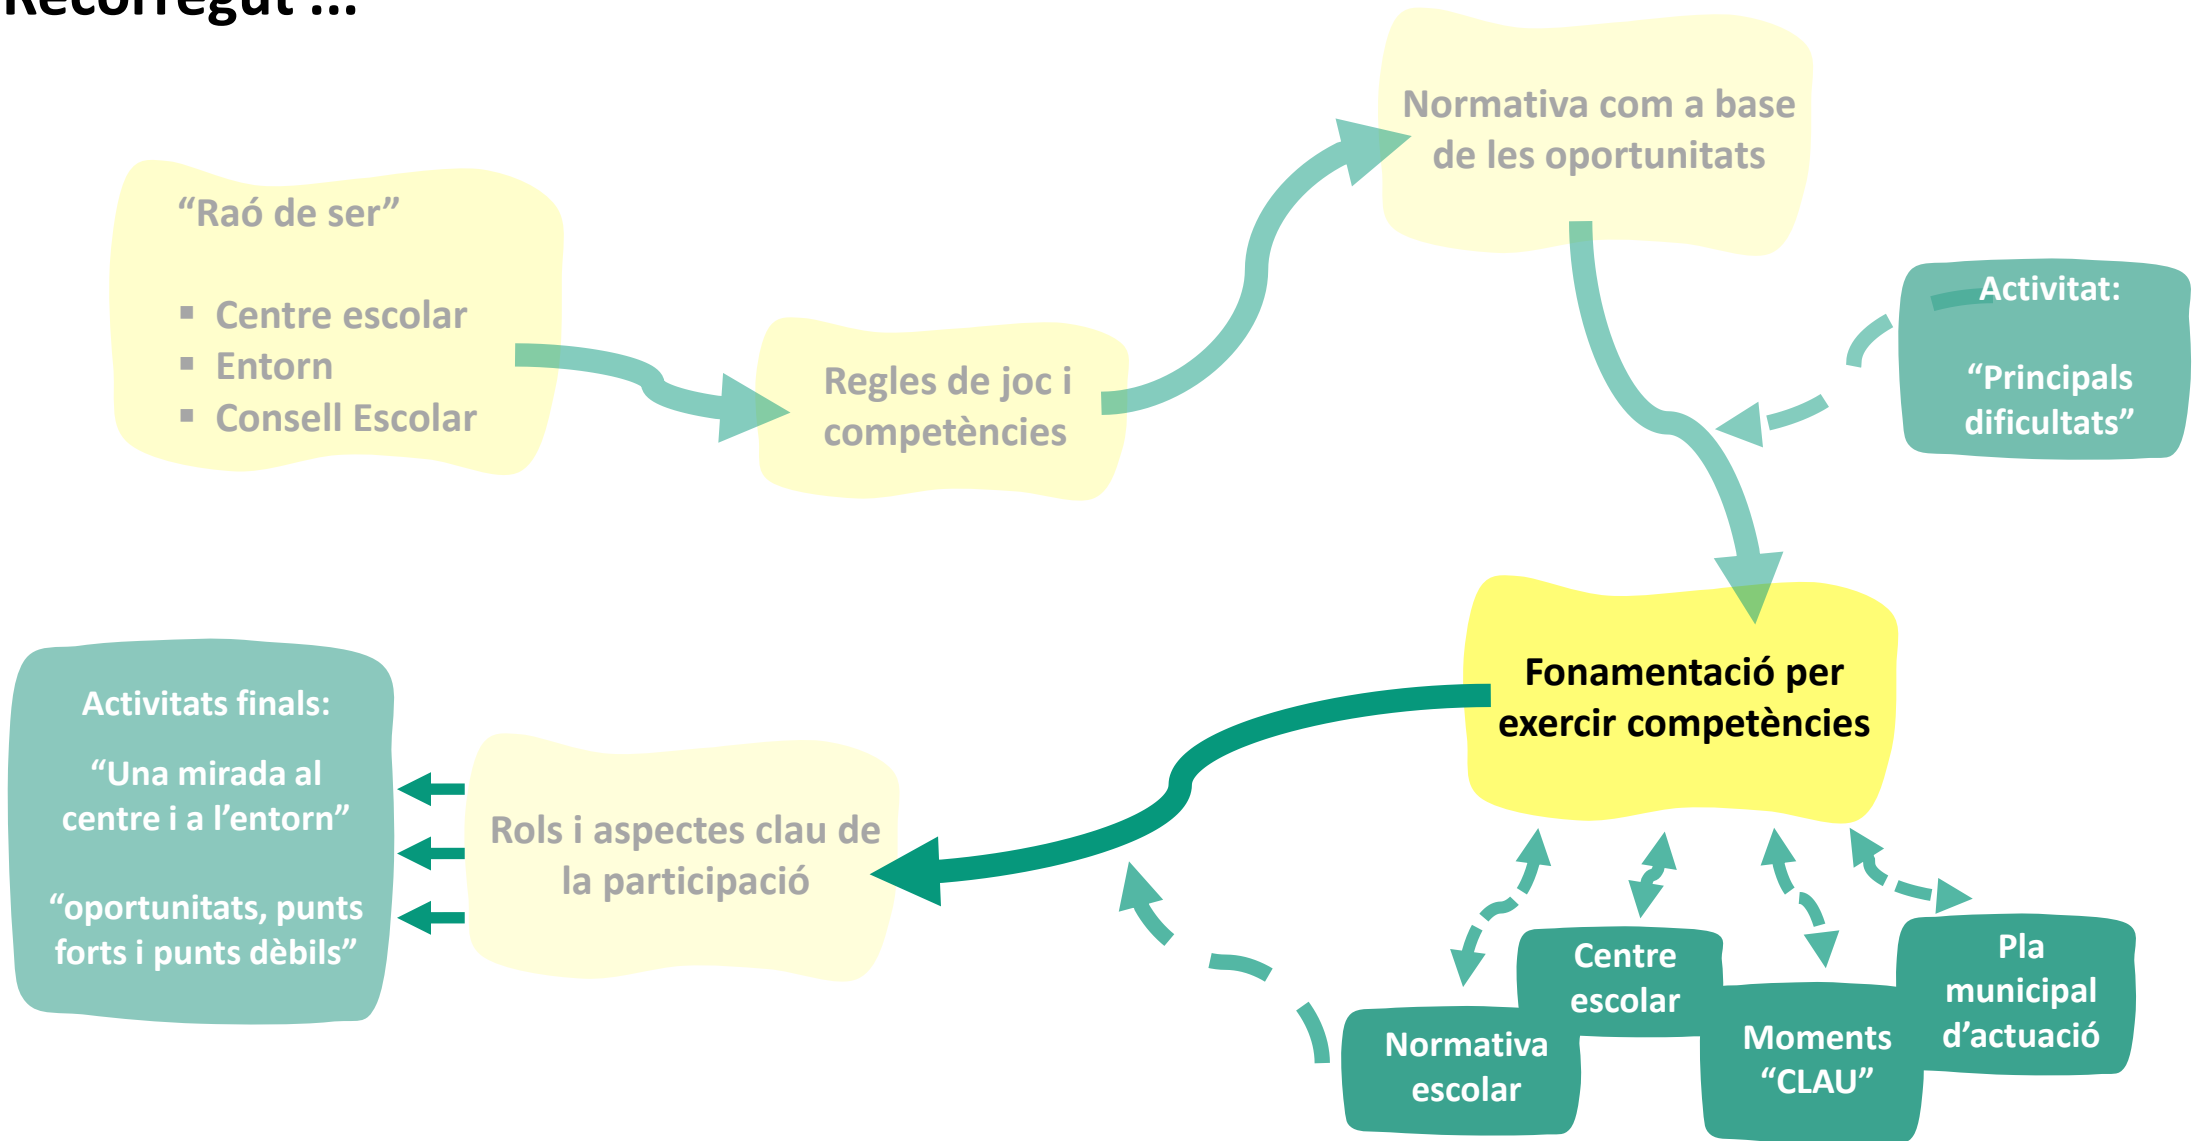 Recorregut ...
Normativa com a base
de les oportunitats
“Raó de ser”
▪ Centre escolar
▪ Entorn
▪ Consell Escolar
Regles de joc i
competències
Activitat:
“Principals
dificultats”
Fonamentació per
exercir competències
Activitats finals:
“Una mirada al
centre i a l’entorn”
“oportunitats, punts
forts i punts dèbils”
Rols i aspectes clau de
la participació
Normativa
escolar
Centre
escolar
Moments
“CLAU”
Pla
municipal
d’actuació